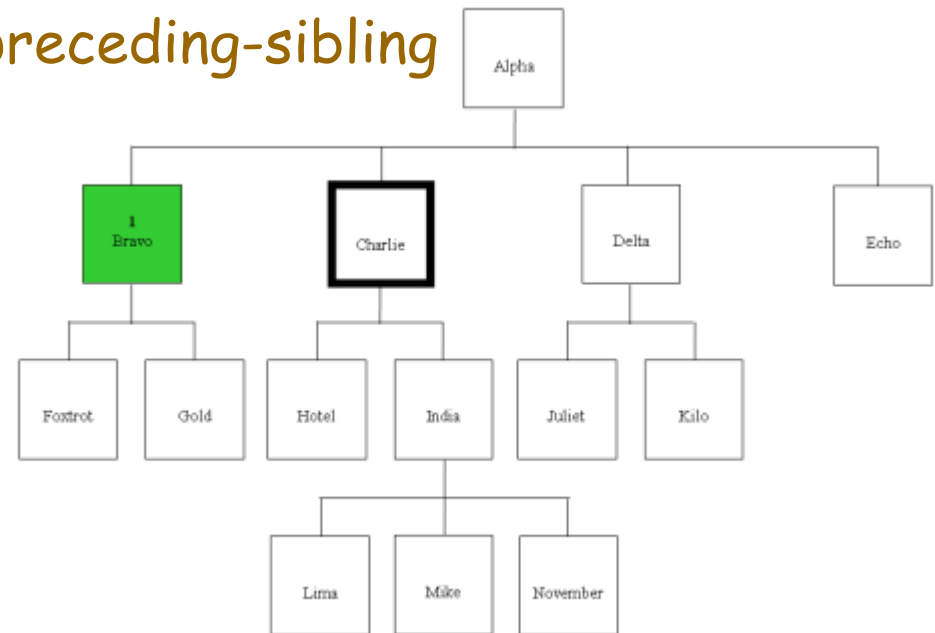 preceding-sibling
Alpha
1
Bravo
Charlie
Delta
Echo
Foxtrot
Gold
Hotel
India
Juliet
Kilo
Lima
Mike
November